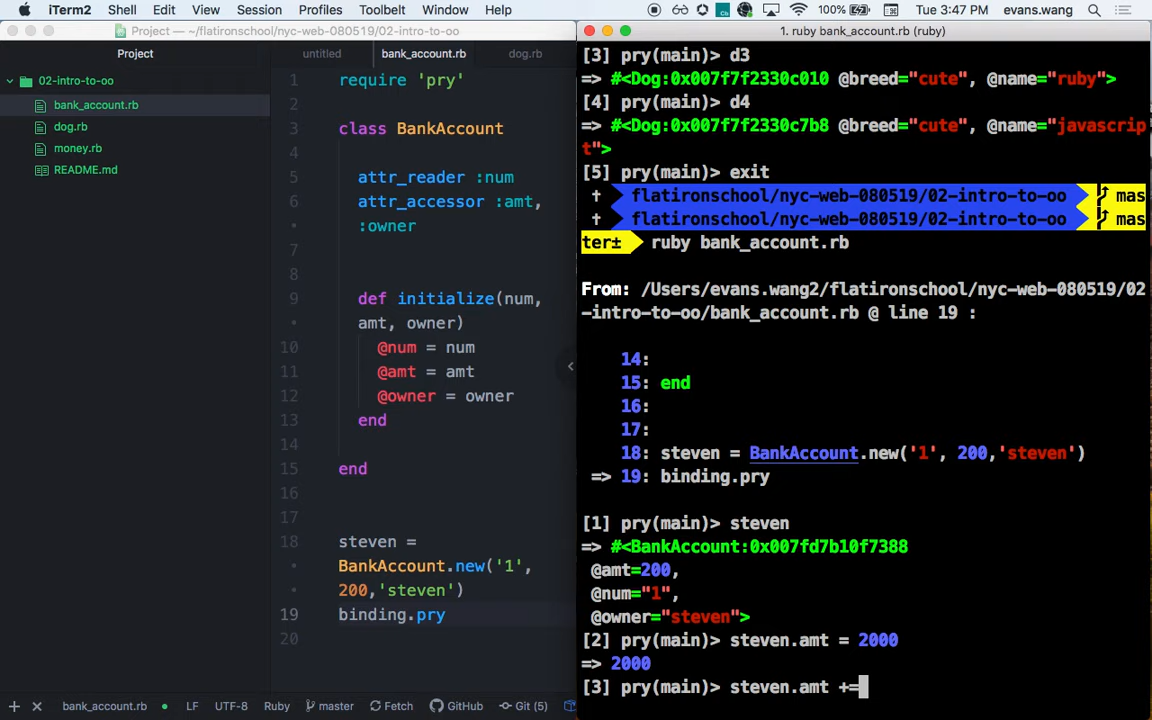 iTerm2 Shell Edit View Session Profiles Toolbelt Window Help 100% Tue 3:47 PM evans.wang
Project — ~/flatironschool/nyc-web-080519/02-intro-to-oo
1. ruby bank_account.rb (ruby)
Project
untitled bank_account.rb dog.rb
02-intro-to-oo
bank_account.rb
dog.rb
money.rb
README.md
1 require 'pry'
2
3 class BankAccount
4
5 attr_reader :num
6 attr_accessor :amt,
• :owner
7
8
9 def initialize(num,
• amt, owner)
10 @num = num
11 @amt = amt
12 @owner = owner
13 end
14
15 end
16
17
18 steven =
• BankAccount.new('1',
• 200,'steven')
19 binding.pry
20
[3] pry(main)> d3
=> #<Dog:0x007f7f2330c010 @breed="cute", @name="ruby">
[4] pry(main)> d4
=> #<Dog:0x007f7f2330c7b8 @breed="cute", @name="javascrip
t">
[5] pry(main)> exit
† flatironschool/nyc-web-080519/02-intro-to-oo mas
† flatironschool/nyc-web-080519/02-intro-to-oo mas
ter± ruby bank_account.rb
From: /Users/evans.wang2/flatironschool/nyc-web-080519/02
-intro-to-oo/bank_account.rb @ line 19 :
14:
15: end
16:
17:
18: steven = BankAccount.new('1', 200,'steven')
=> 19: binding.pry
[1] pry(main)> steven
=> #<BankAccount:0x007fd7b10f7388
@amt=200,
@num="1",
@owner="steven">
[2] pry(main)> steven.amt = 2000
=> 2000
[3] pry(main)> steven.amt +=
bank_account.rb LF UTF-8 Ruby master Fetch GitHub Git (5)